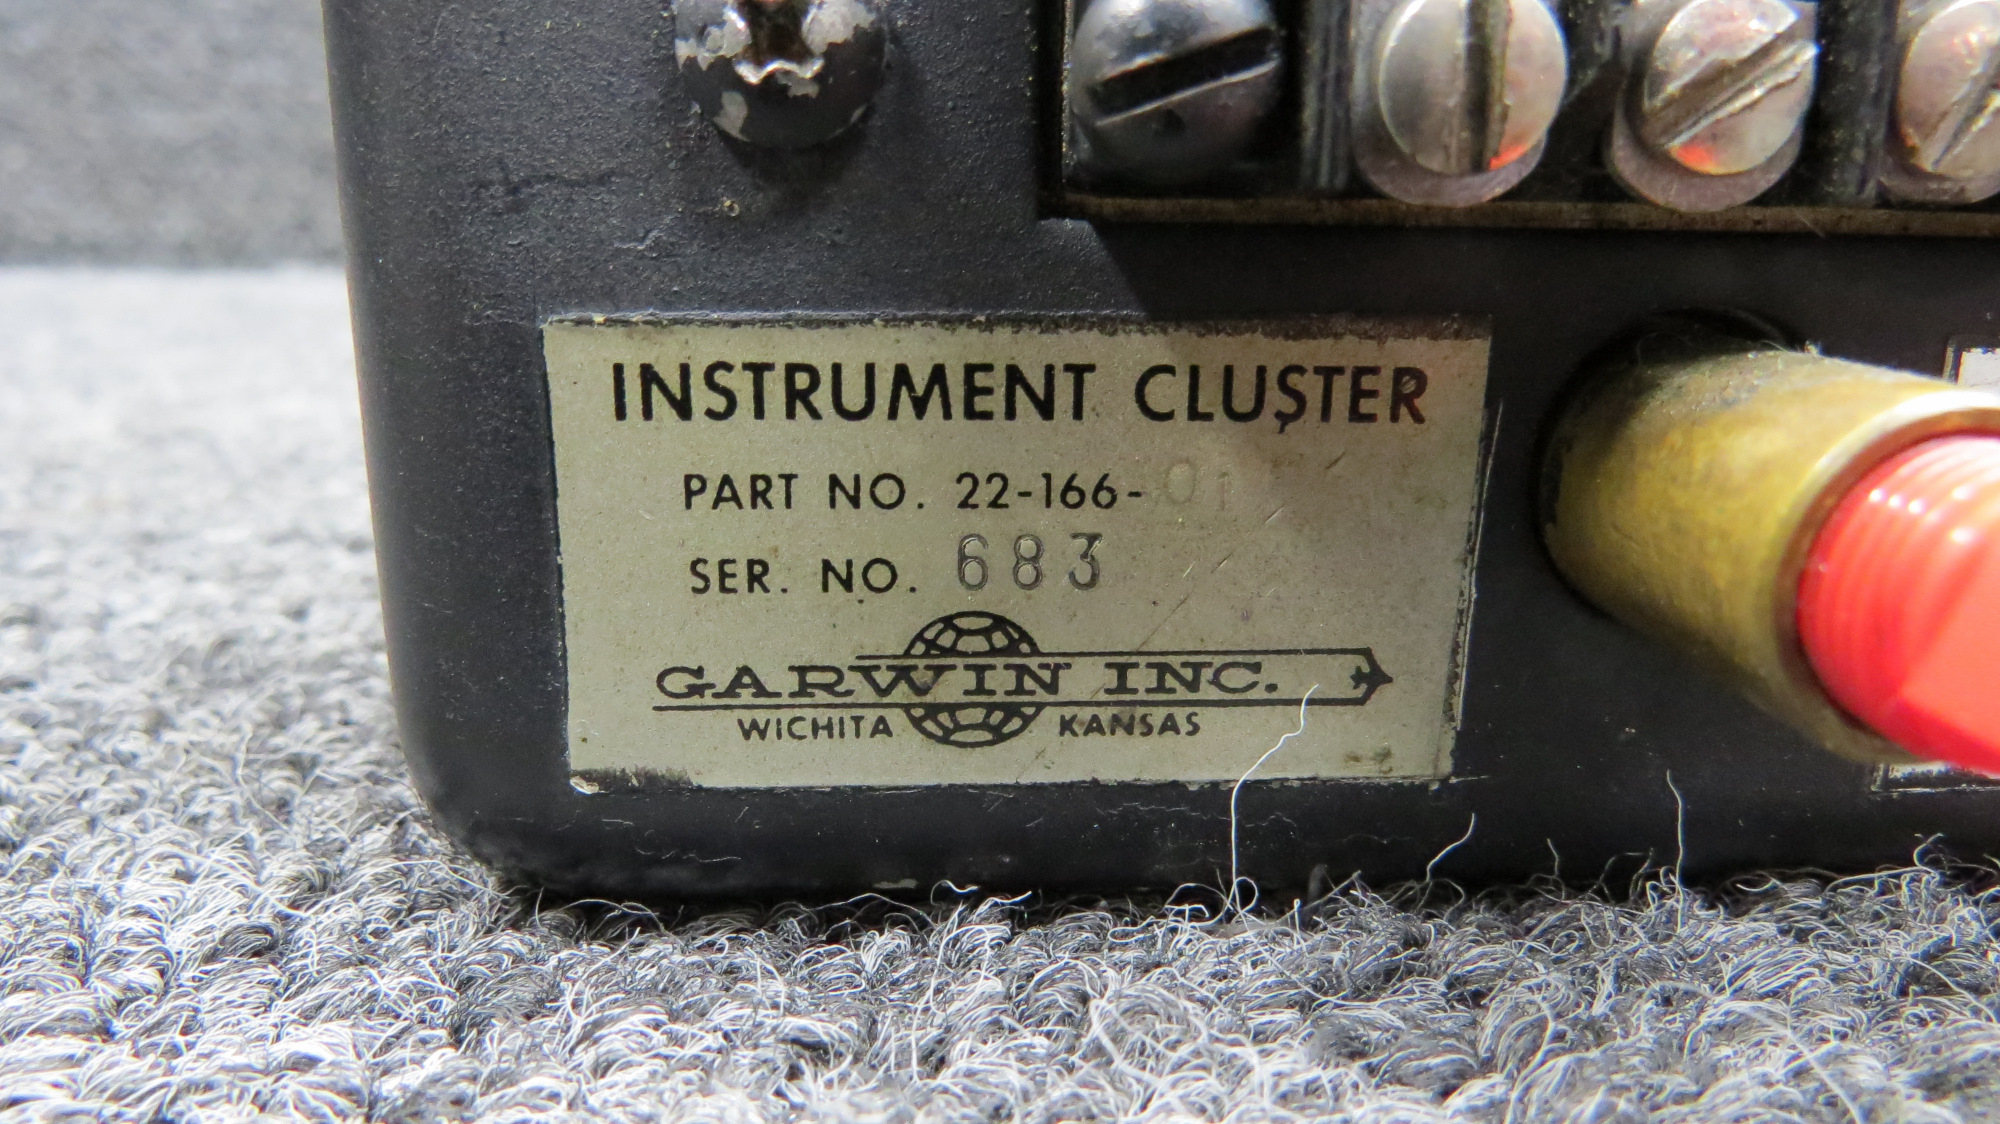 INSTRUMENT CLUSTER
PART NO. 22-166-01
SER. NO. 683
GARWIN INC.
WICHITA KANSAS